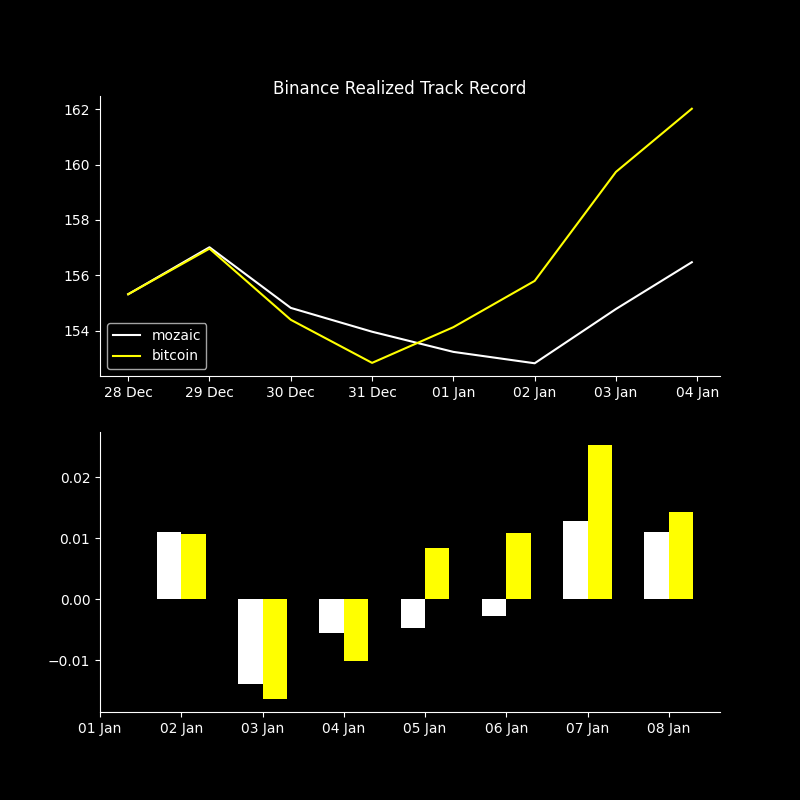 Binance Realized Track Record
162
160
158
156
154
mozaic
bitcoin
28 Dec 29 Dec 30 Dec 31 Dec 01 Jan 02 Jan 03 Jan 04 Jan
0.02
0.01
0.00
−0.01
01 Jan 02 Jan 03 Jan 04 Jan 05 Jan 06 Jan 07 Jan 08 Jan